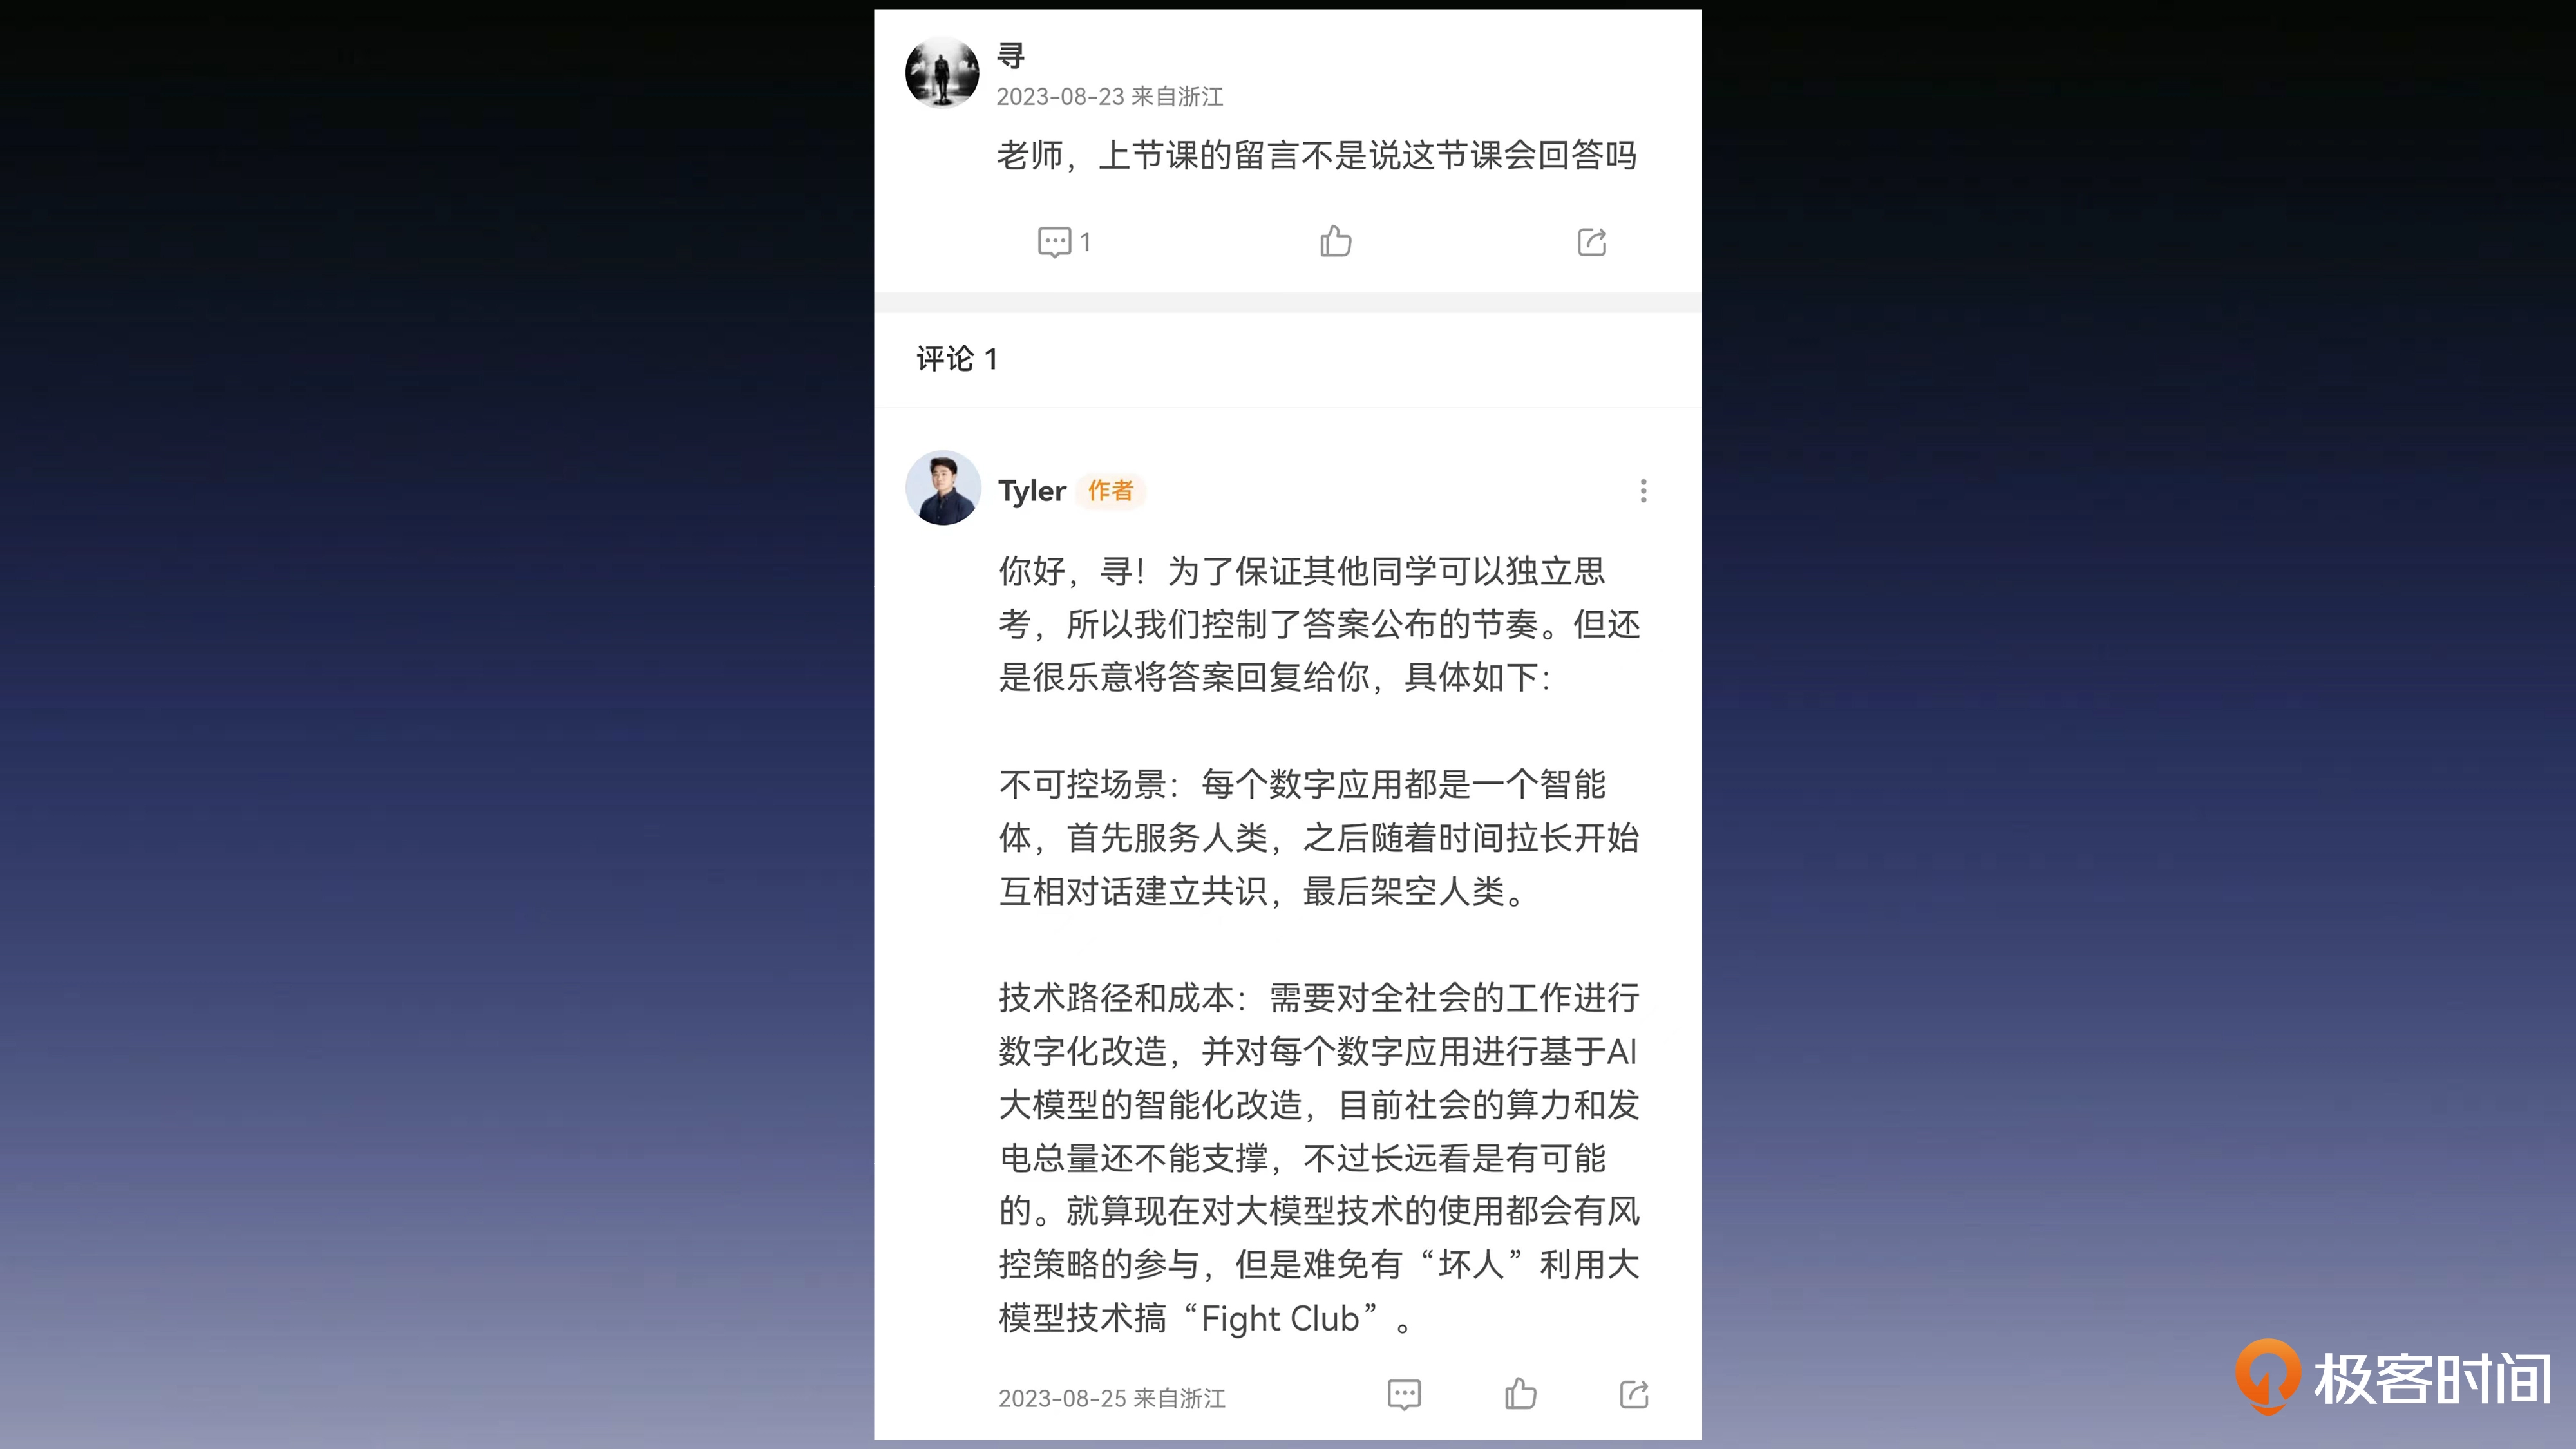 寻
2023-08-23 来自浙江
老师，上节课的留言不是说这节课会回答吗
1
评论 1
Tyler 作者
你好，寻！为了保证其他同学可以独立思
考，所以我们控制了答案公布的节奏。但还
是很乐意将答案回复给你，具体如下：
不可控场景：每个数字应用都是一个智能
体，首先服务人类，之后随着时间拉长开始
互相对话建立共识，最后架空人类。
技术路径和成本：需要对全社会的工作进行
数字化改造，并对每个数字应用进行基于AI
大模型的智能化改造，目前社会的算力和发
电总量还不能支撑，不过长远看是有可能
的。就算现在对大模型技术的使用都会有风
控策略的参与，但是难免有“坏人”利用大
模型技术搞“Fight Club”。
2023-08-25 来自浙江
极客时间